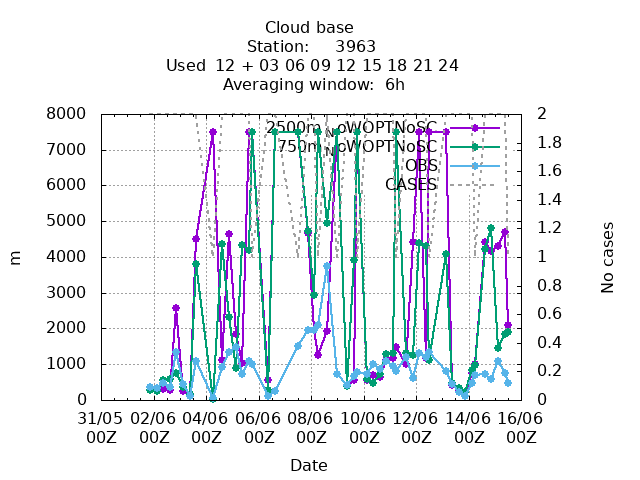 Cloud base
Station: 3963
Used 12 + 03 06 09 12 15 18 21 24
Averaging window: 6h
8000
7000
6000
5000
4000
3000
2000
1000
0
m
2500m NoWOPTNoSC
750m NoWOPTNoSC
OBS
CASES
2
1.8
1.6
1.4
1.2
1
0.8
0.6
0.4
0.2
0
No cases
31/05 02/06 04/06 06/06 08/06 10/06 12/06 14/06 16/06
00Z 00Z 00Z 00Z 00Z 00Z 00Z 00Z 00Z
Date